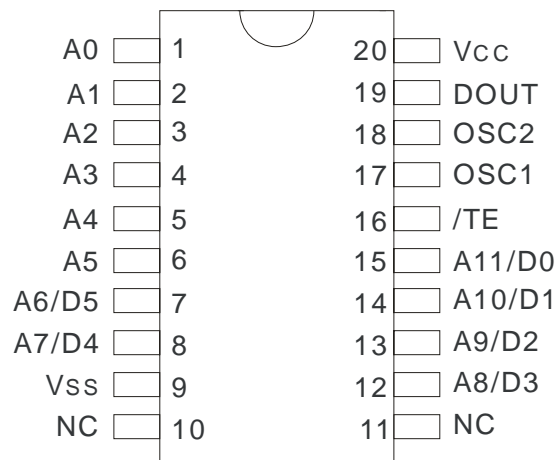 A0 1 20 Vcc
A1 2 19 DOUT
A2 3 18 OSC2
A3 4 17 OSC1
A4 5 16 /TE
A5 6 15 A11/D0
A6/D5 7 14 A10/D1
A7/D4 8 13 A9/D2
Vss 9 12 A8/D3
NC 10 11 NC